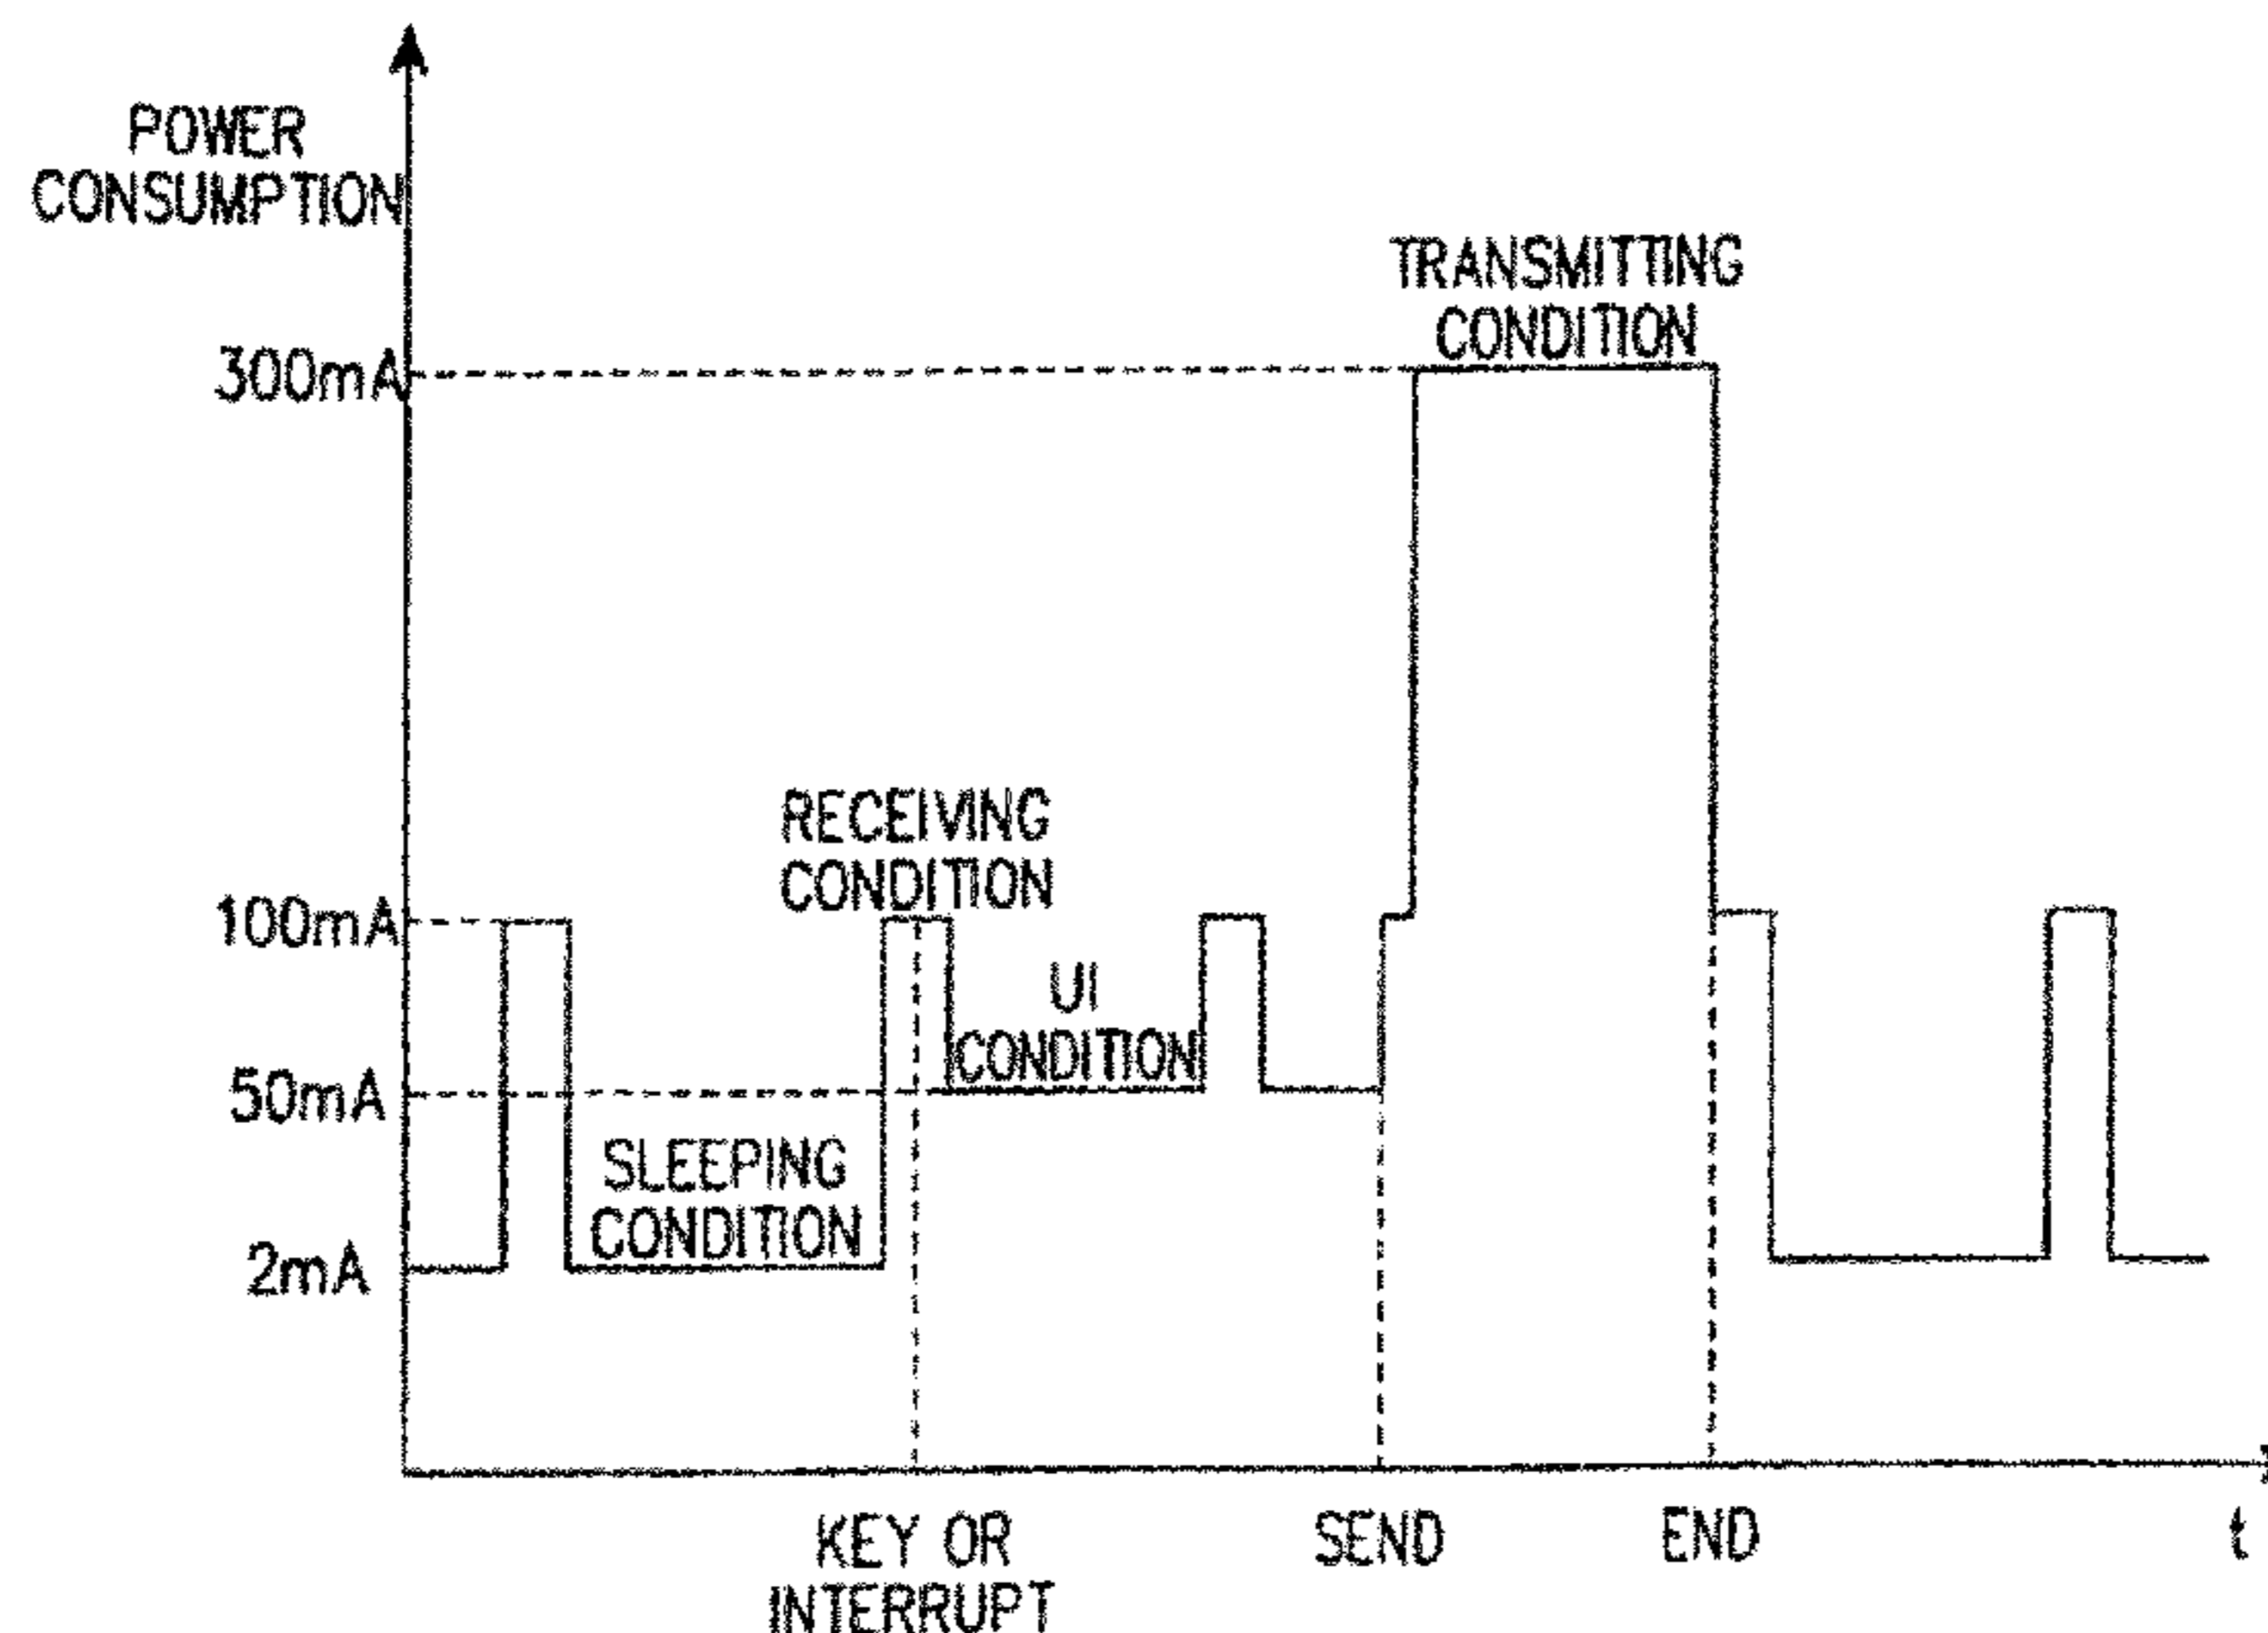 POWER
CONSUMPTION
TRANSMITTING
CONDITION
300mA
RECEIVING
CONDITION
100mA
UI
CONDITION
50mA
SLEEPING
CONDITION
2mA
KEY OR
INTERRUPT
SEND
END
t